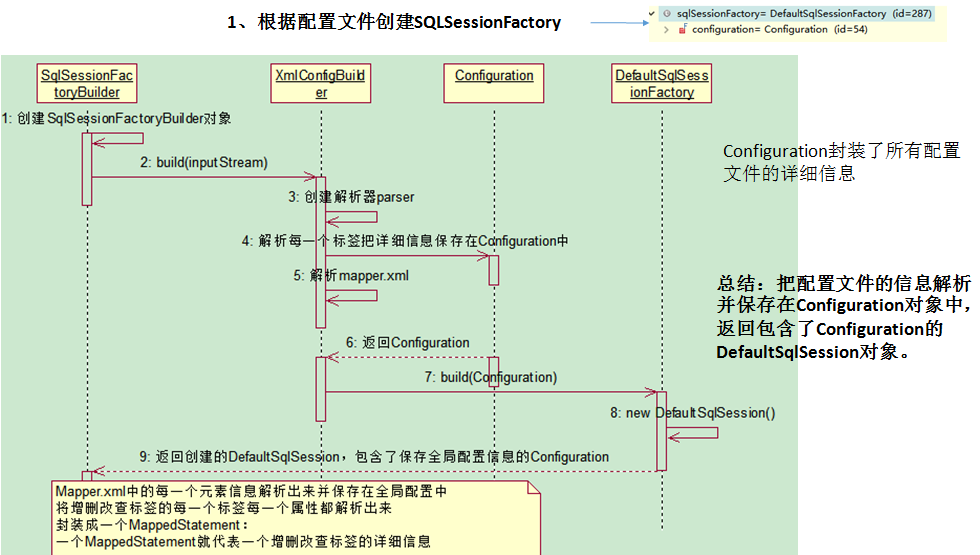 1、根据配置文件创建SQLSessionFactory
sqlSessionFactory= DefaultSqlSessionFactory (id=287)
configuration= Configuration (id=54)
SqlSessionFac
toryBuilder
XmlConfigBuild
er
Configuration
DefaultSqlSess
ionFactory
1: 创建SqlSessionFactoryBuilder对象
2: build(inputStream)
3: 创建解析器parser
4: 解析每一个标签把详细信息保存在Configuration中
5: 解析mapper.xml
6: 返回Configuration
7: build(Configuration)
8: new DefaultSqlSession()
9: 返回创建的DefaultSqlSession，包含了保存全局配置信息的Configuration
Mapper.xml中的每一个元素信息解析出来并保存在全局配置中
将增删改查标签的每一个标签每一个属性都解析出来
封装成一个MappedStatement：
一个MappedStatement就代表一个增删改查标签的详细信息
Configuration封装了所有配置
文件的详细信息
总结：把配置文件的信息解析
并保存在Configuration对象中，
返回包含了Configuration的
DefaultSqlSession对象。